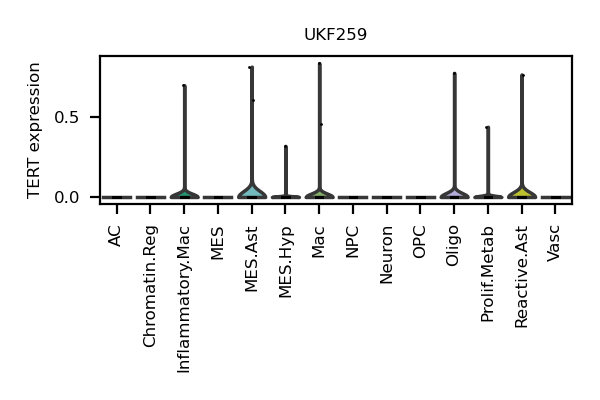 UKF259
TERT expression
0.5
0.0
AC
Chromatin.Reg
Inflammatory.Mac
MES
MES.Ast
MES.Hyp
Mac
NPC
Neuron
OPC
Oligo
Prolif.Metab
Reactive.Ast
Vasc